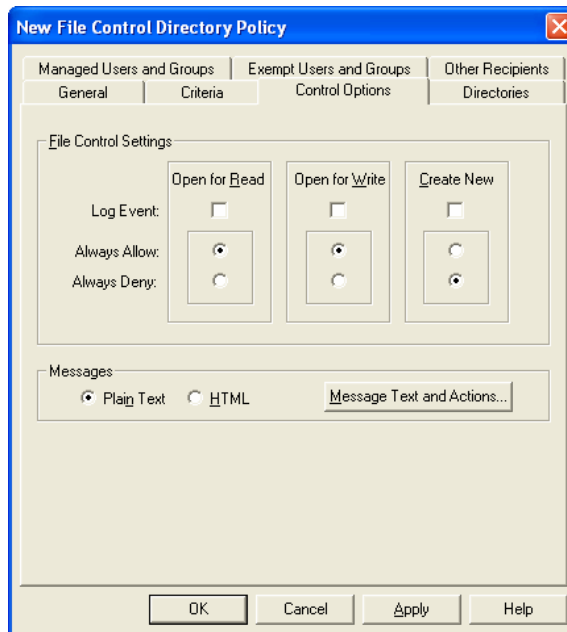 New File Control Directory Policy
Managed Users and Groups Exempt Users and Groups Other Recipients
General Criteria Control Options Directories
File Control Settings
Open for Read Open for Write Create New
Log Event:
Always Allow:
Always Deny:
Messages
Plain Text HTML Message Text and Actions...
OK Cancel Apply Help